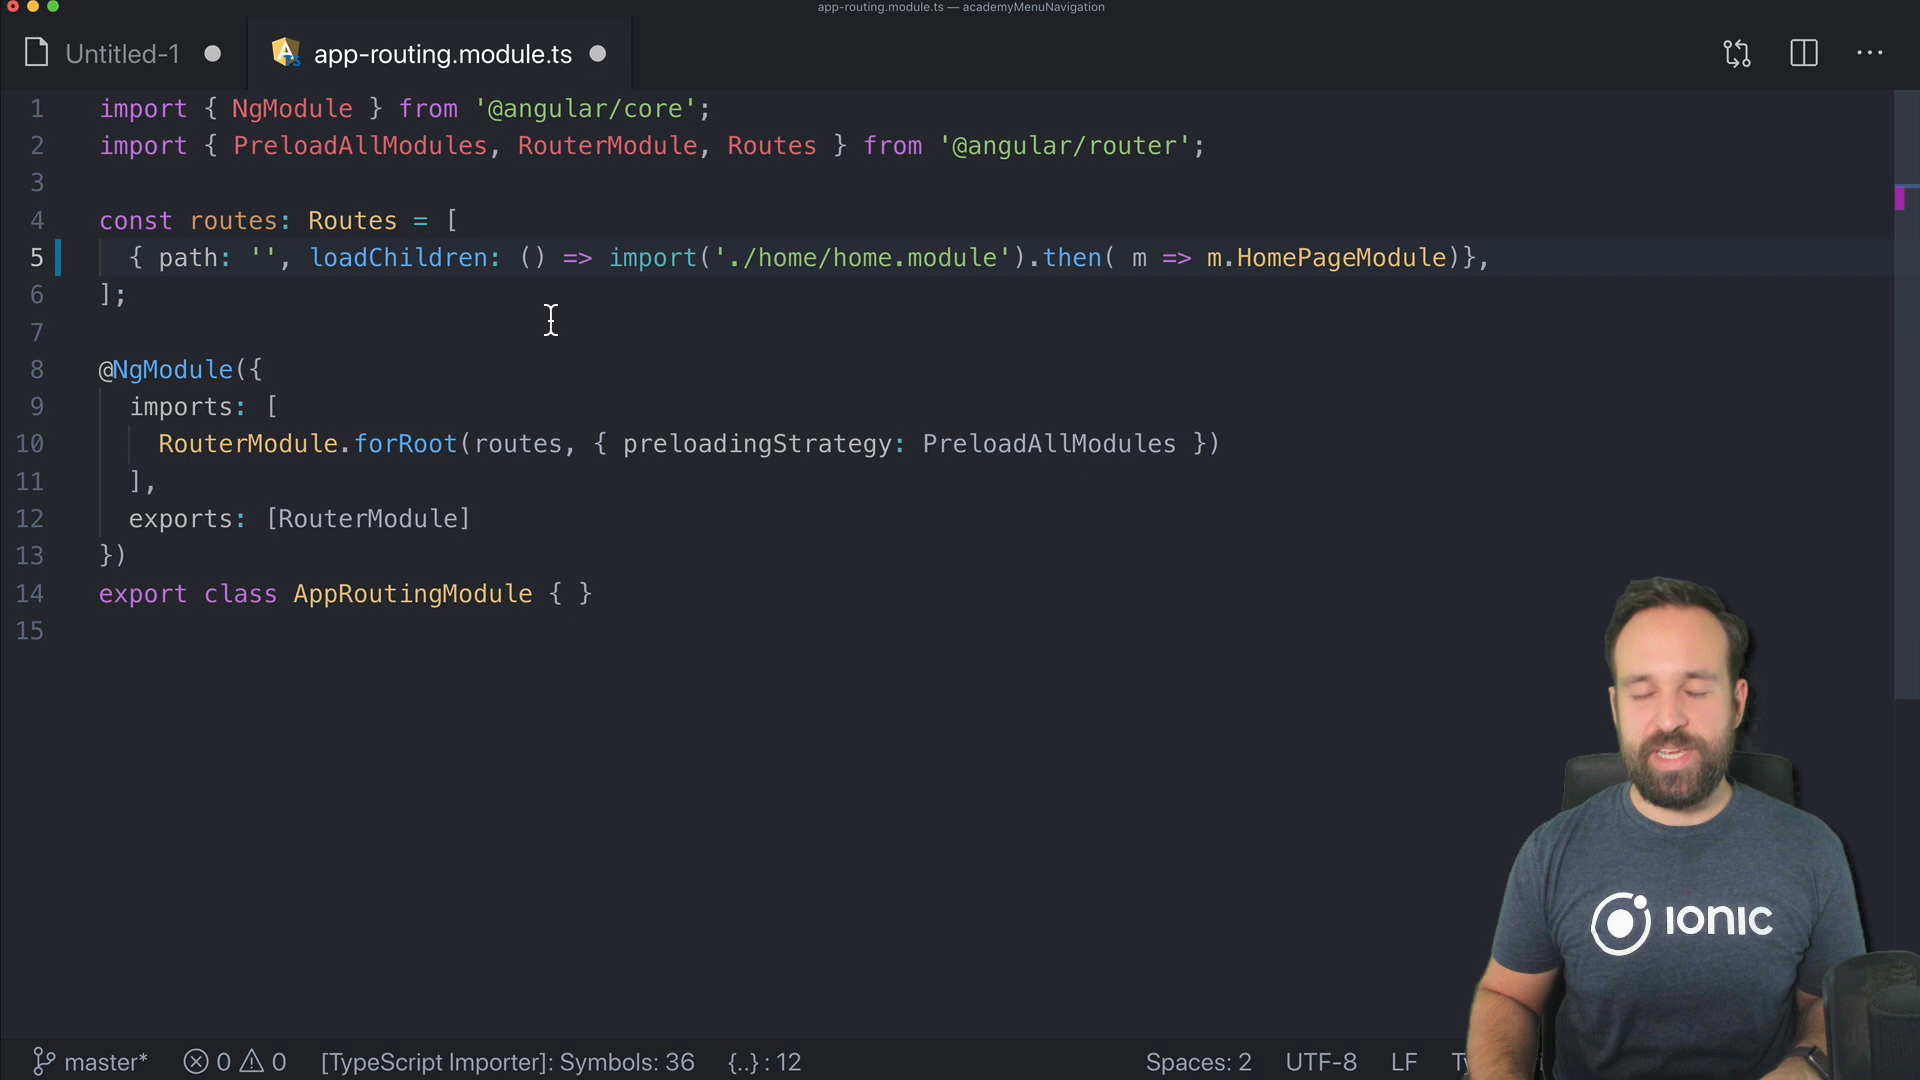 app-routing.module.ts — academyMenuNavigation
Untitled-1
app-routing.module.ts
1 import { NgModule } from '@angular/core';
2 import { PreloadAllModules, RouterModule, Routes } from '@angular/router';
3
4 const routes: Routes = [
5 { path: '', loadChildren: () => import('./home/home.module').then( m => m.HomePageModule)},
6 ];
7
8 @NgModule({
9 imports: [
10 RouterModule.forRoot(routes, { preloadingStrategy: PreloadAllModules })
11 ],
12 exports: [RouterModule]
13 })
14 export class AppRoutingModule { }
15
IONIC
master* 0 0 [TypeScript Importer]: Symbols: 36 {..} : 12 Spaces: 2 UTF-8 LF